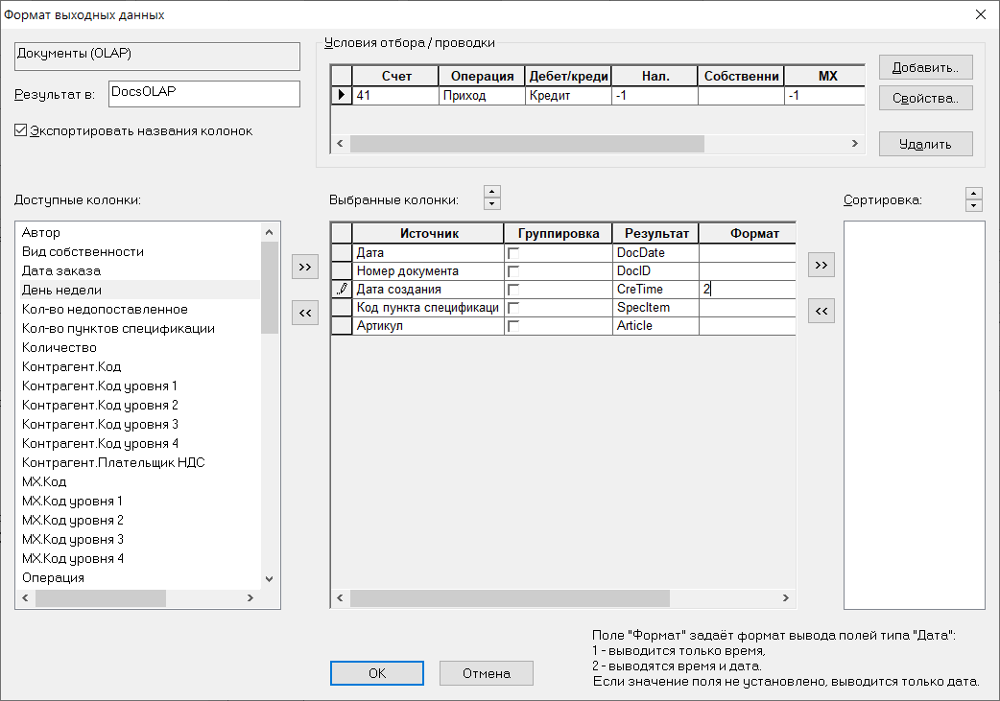 Формат выходных данных
Документы (OLAP)
Результат в: DocsOLAP
Экспортировать названия колонок
Условия отбора / проводки
Счет Операция Дебет/креди Нал. Собственни МХ
41 Приход Кредит -1 -1
Добавить..
Свойства..
Удалить
Доступные колонки:
Автор
Вид собственности
Дата заказа
День недели
Кол-во недопоставленное
Кол-во пунктов спецификации
Количество
Контрагент.Код
Контрагент.Код уровня 1
Контрагент.Код уровня 2
Контрагент.Код уровня 3
Контрагент.Код уровня 4
Контрагент.Плательщик НДС
МХ.Код
МХ.Код уровня 1
МХ.Код уровня 2
МХ.Код уровня 3
МХ.Код уровня 4
Операция
>>
<<
Выбранные колонки:
Источник Группировка Результат Формат
Дата DocDate
Номер документа DocID
Дата создания CreTime 2
Код пункта спецификаци SpecItem
Артикул Article
>>
<<
Сортировка:
Поле "Формат" задаёт формат вывода полей типа "Дата":
1 - выводится только время,
2 - выводятся время и дата.
Если значение поля не установлено, выводится только дата.
OK
Отмена